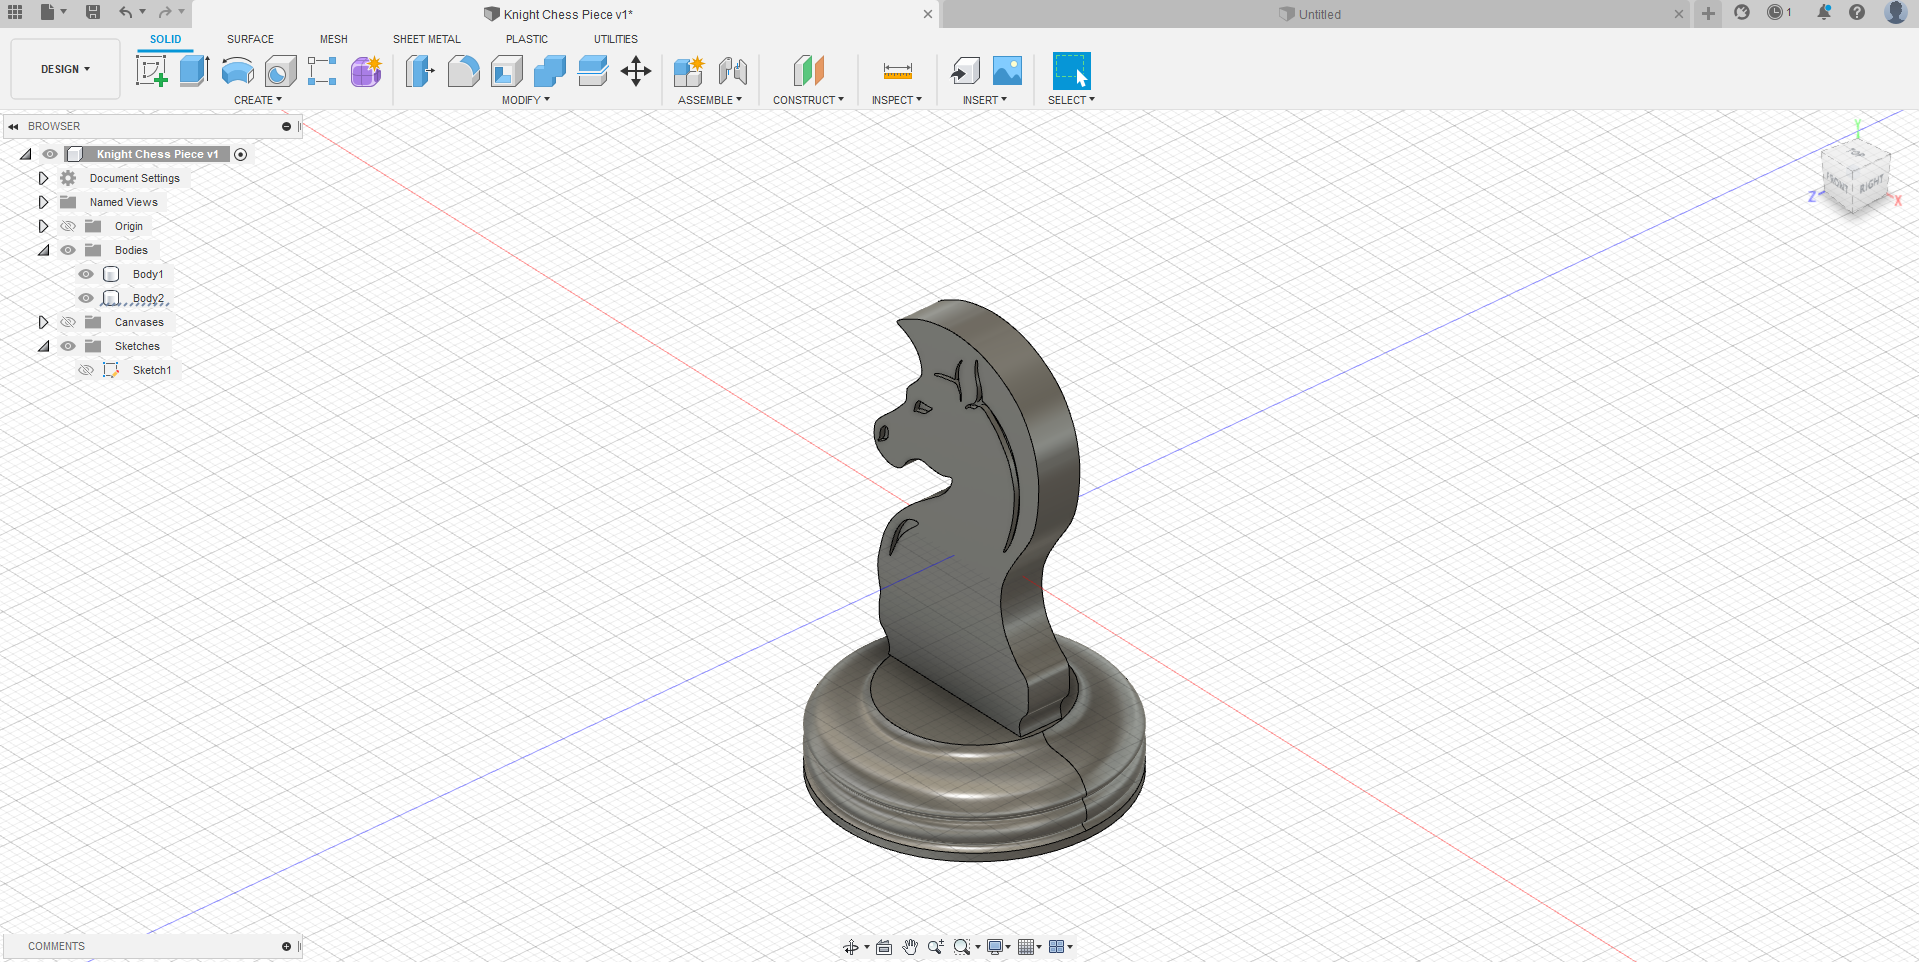 Knight Chess Piece v1*
Untitled
1
DESIGN
SOLID
SURFACE
MESH
SHEET METAL
PLASTIC
UTILITIES
CREATE
MODIFY
ASSEMBLE
CONSTRUCT
INSPECT
INSERT
SELECT
BROWSER
Knight Chess Piece v1
Document Settings
Named Views
Origin
Bodies
Body1
Body2
Canvases
Sketches
Sketch1
Y
TOP
FRONT
RIGHT
Z
X
COMMENTS